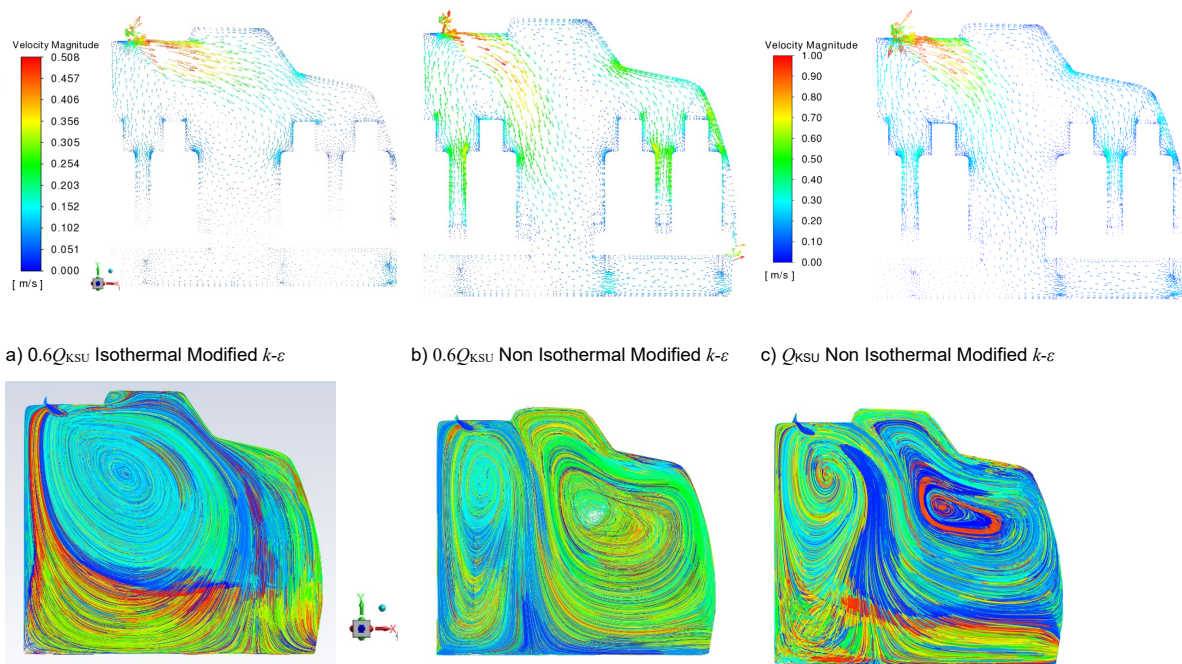 Velocity Magnitude
0.508
0.457
0.406
0.356
0.305
0.254
0.203
0.152
0.102
0.051
0.000
[ m/s ]
Y
X
Velocity Magnitude
1.00
0.90
0.80
0.70
0.60
0.50
0.40
0.30
0.20
0.10
0.00
[ m/s ]
a) 0.6QKSU Isothermal Modified k-ε
b) 0.6QKSU Non Isothermal Modified k-ε
c) QKSU Non Isothermal Modified k-ε
Y
X